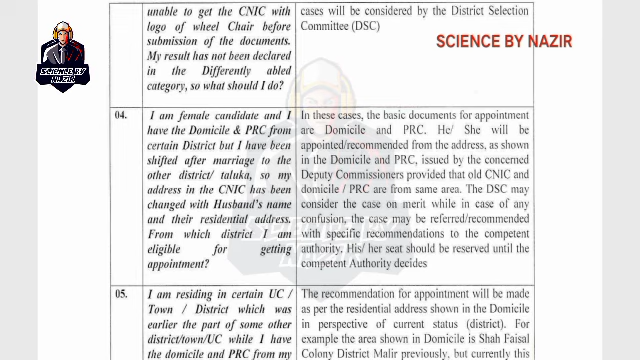 unable to get the CNIC with
logo of wheel Chair before
submission of the documents.
My result has not been declared
in the Differently abled
category, so what should I do?
cases will be considered by the District Selection
Committee (DSC)
SCIENCE BY NAZIR
SCIENCE BY
NAZIR
04.
I am female candidate and I
have the Domicile & PRC from
certain District but I have been
shifted after marriage to the
other district/ taluka, so my
address in the CNIC has been
changed with Husband's name
and their residential address.
From which district I am
eligible for getting
appointment?
In these cases, the basic documents for appointment
are Domicile and PRC. He/ She will be
appointed/recommended from the address, as shown
in the Domicile and PRC, issued by the concerned
Deputy Commissioners provided that old CNIC and
domicile / PRC are from same area. The DSC may
consider the case on merit while in case of any
confusion, the case may be referred/recommended
with specific recommendations to the competent
authority. His/ her seat should be reserved until the
competent Authority decides
SCIENCE BY
NAZIR
05.
I am residing in certain UC /
Town / District which was
earlier the part of some other
district/town/UC while I have
the domicile and PRC from my
The recommendation for appointment will be made
as per the residential address shown in the Domicile
in perspective of current status (district). For
example the area shown in Domicile is Shah Faisal
Colony District Malir previously, but currently this